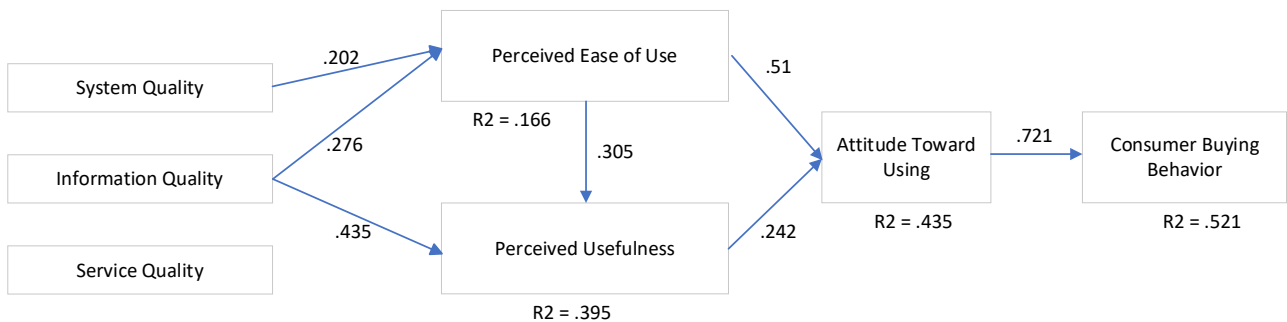 System Quality
Information Quality
Service Quality
.202
.276
.435
Perceived Ease of Use
R2 = .166
.305
Perceived Usefulness
R2 = .395
.51
.242
Attitude Toward
Using
R2 = .435
.721
Consumer Buying
Behavior
R2 = .521